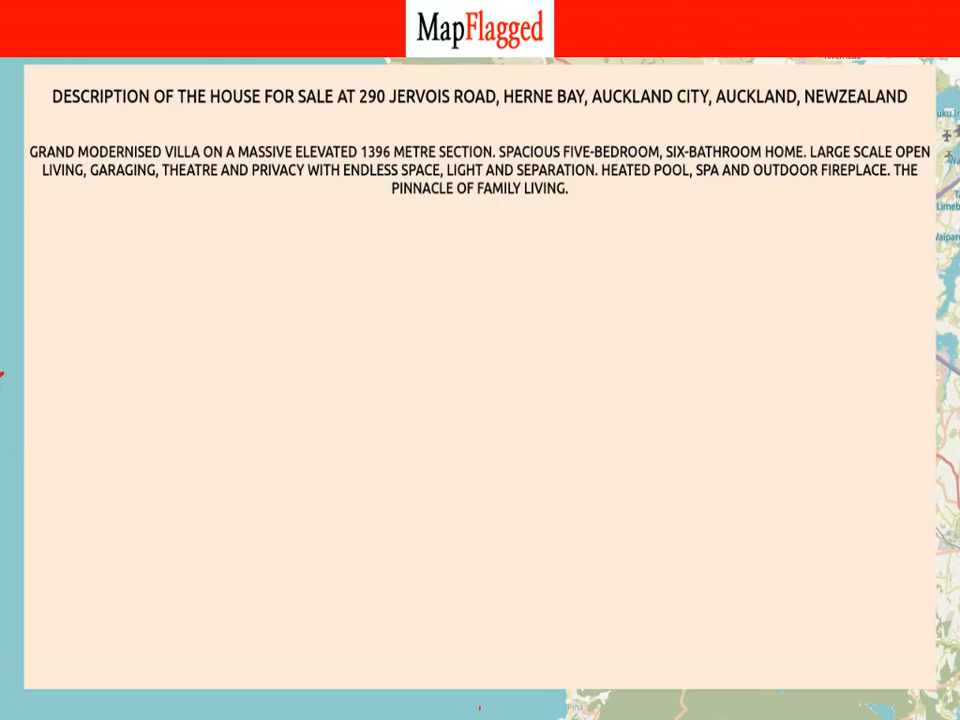 MapFlagged
DESCRIPTION OF THE HOUSE FOR SALE AT 290 JERVOIS ROAD, HERNE BAY, AUCKLAND CITY, AUCKLAND, NEWZEALAND
GRAND MODERNISED VILLA ON A MASSIVE ELEVATED 1396 METRE SECTION. SPACIOUS FIVE-BEDROOM, SIX-BATHROOM HOME. LARGE SCALE OPEN
LIVING, GARAGING, THEATRE AND PRIVACY WITH ENDLESS SPACE, LIGHT AND SEPARATION. HEATED POOL, SPA AND OUTDOOR FIREPLACE. THE
PINNACLE OF FAMILY LIVING.
Pina